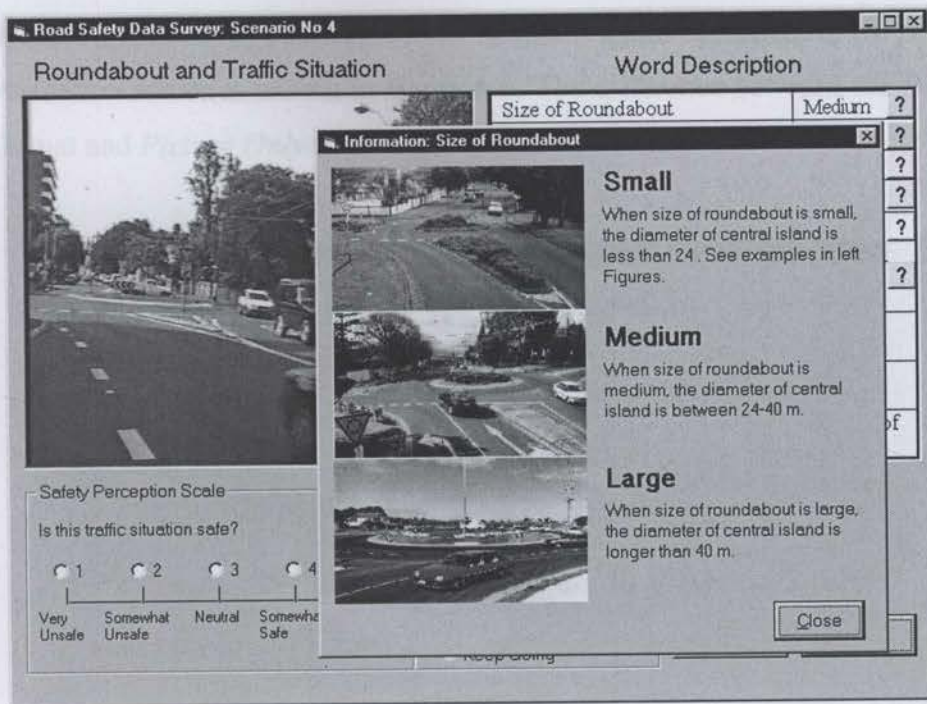 Road Safety Data Survey: Scenario No 4
Roundabout and Traffic Situation
Word Description
Size of Roundabout Medium ?
Information: Size of Roundabout
?
?
?
?
?
of
Small
When size of roundabout is small,
the diameter of central island is
less than 24 . See examples in left
Figures.
Medium
When size of roundabout is
medium, the diameter of central
island is between 24-40 m.
Large
When size of roundabout is large,
the diameter of central island is
longer than 40 m.
Close
Safety Perception Scale
Is this traffic situation safe?
1 2 3 4
Very Somewhat Neutral Somewha
Unsafe Unsafe Safe
Keep Going